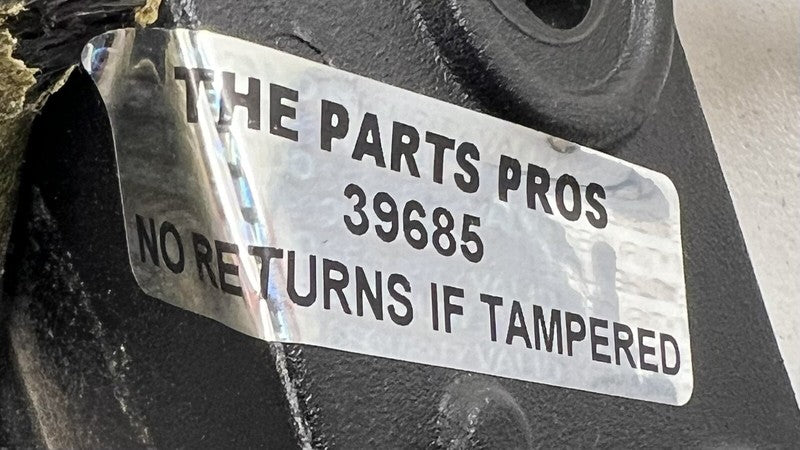 THE PARTS PROS
39685
NO RETURNS IF TAMPERED